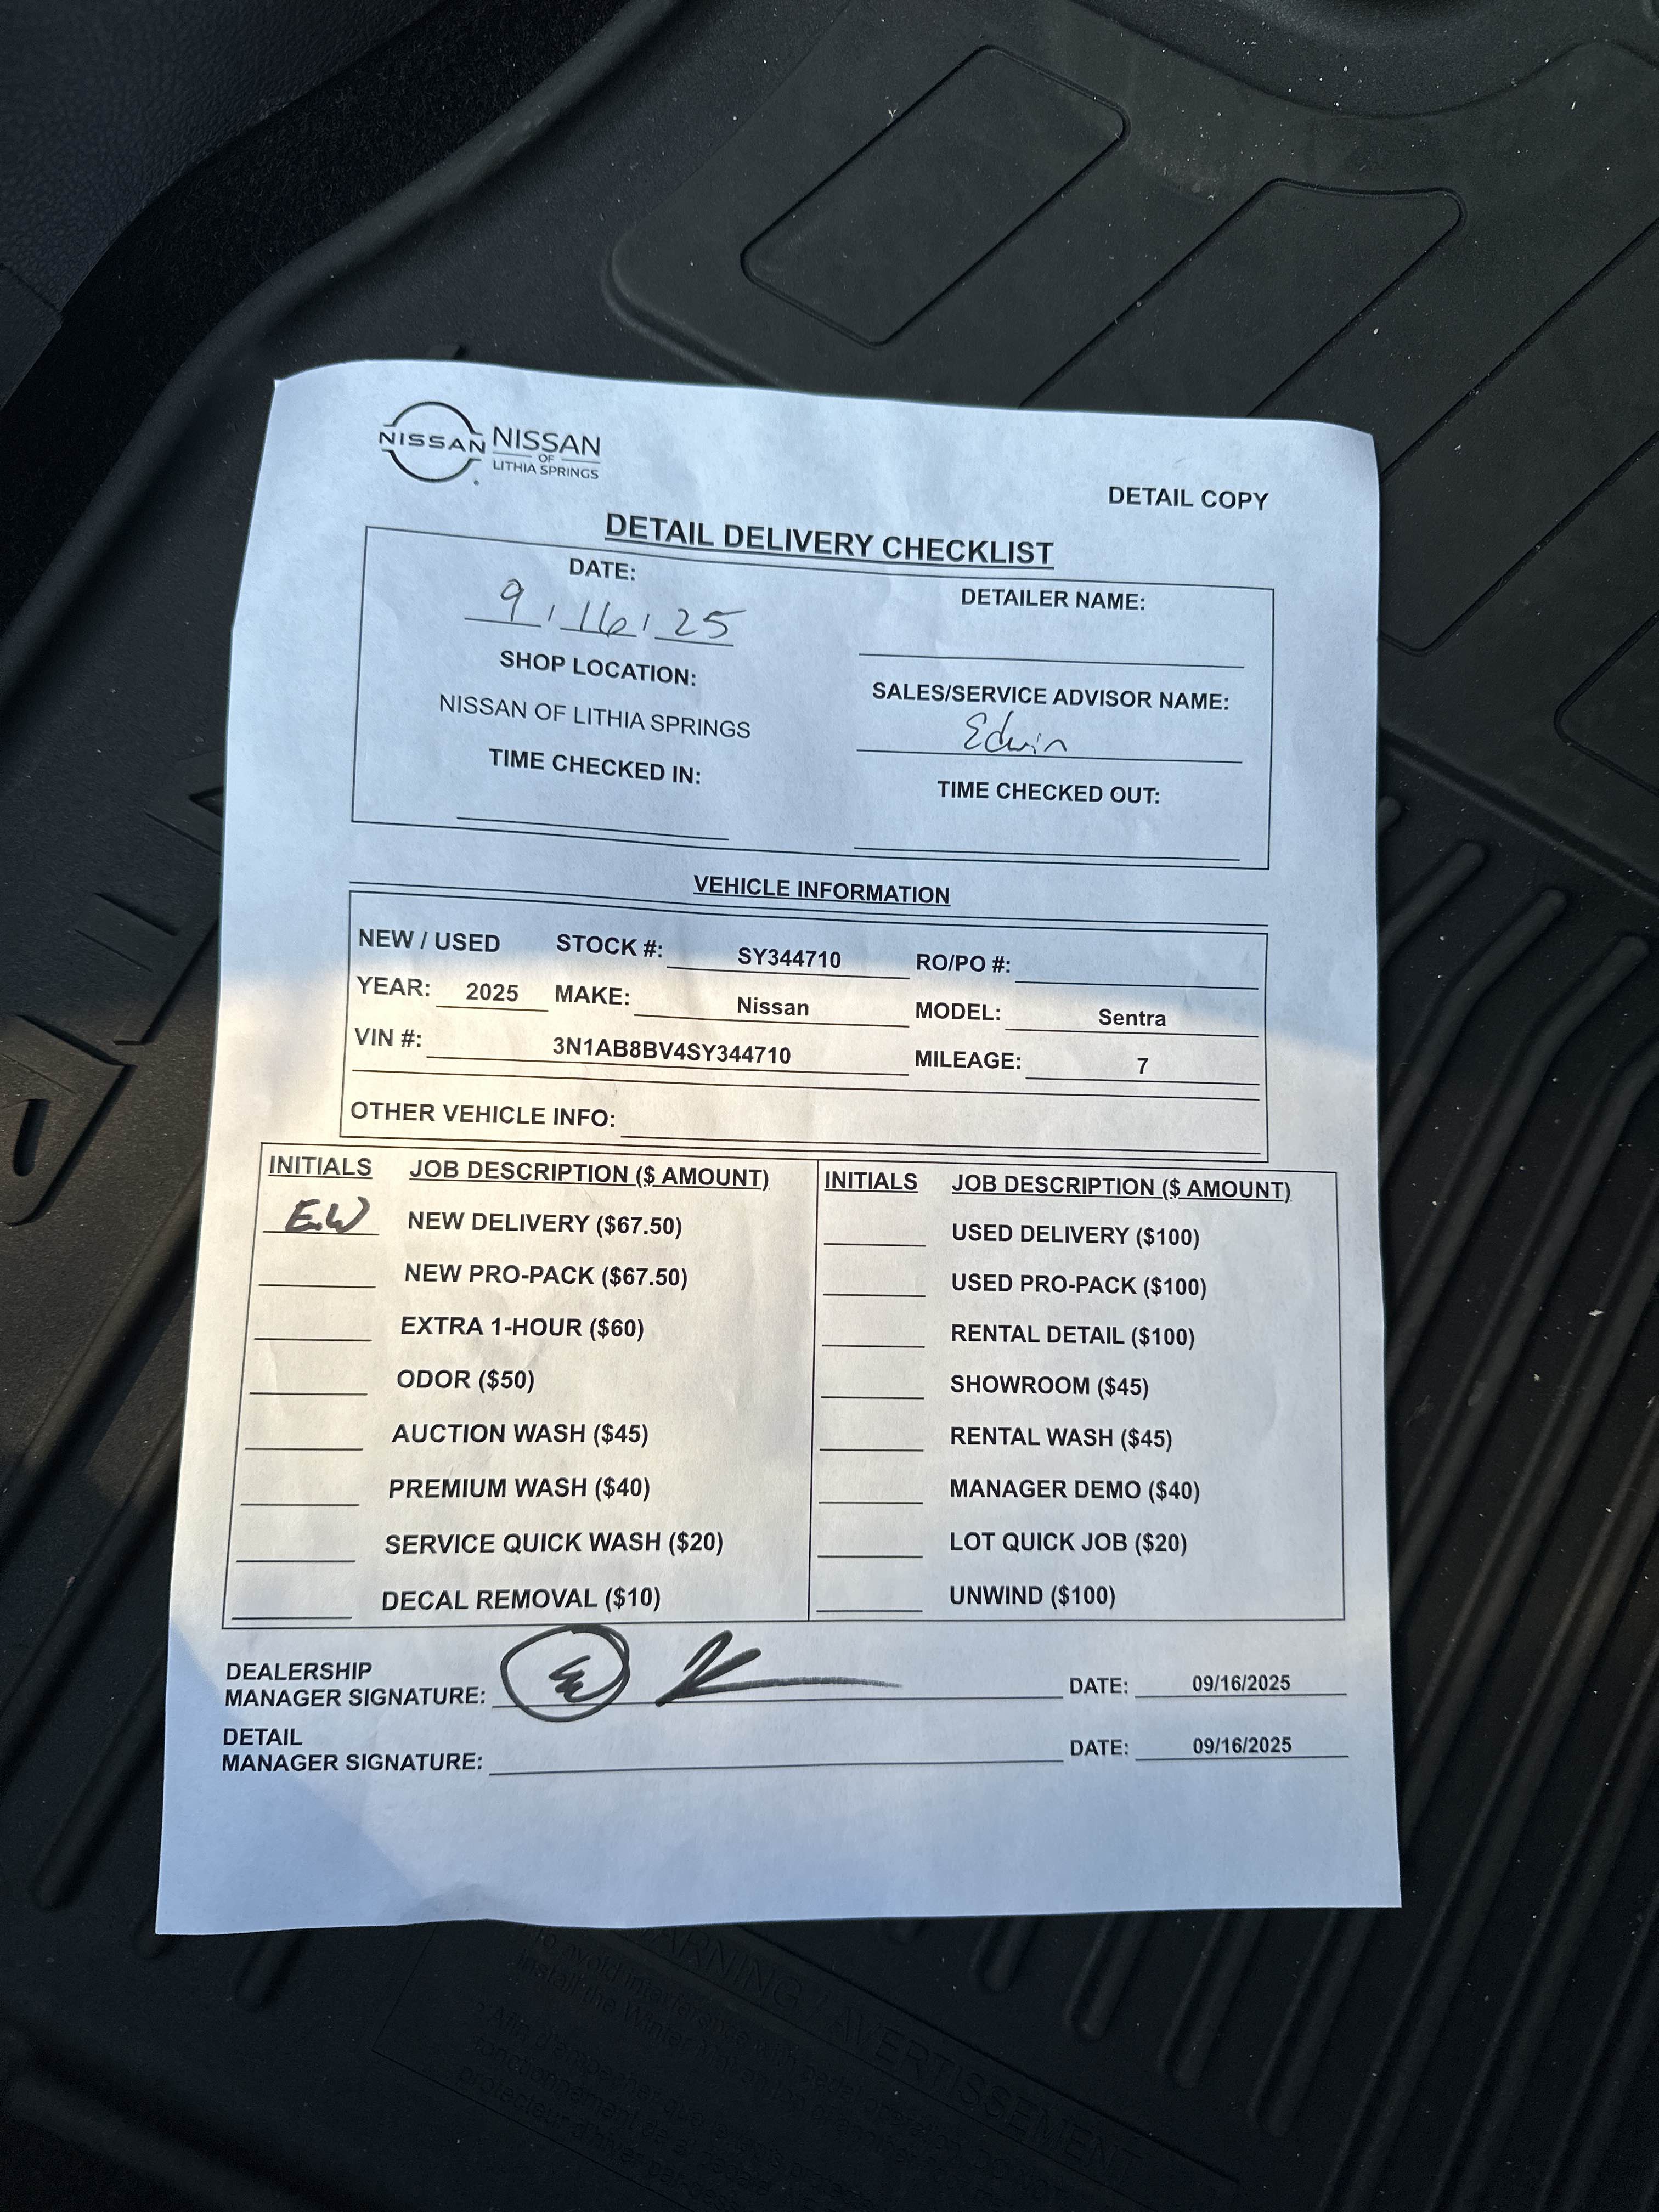 NISSAN NISSAN
OF
LITHIA SPRINGS
DETAIL COPY
DETAIL DELIVERY CHECKLIST
DATE:
9 / 16 / 25
DETAILER NAME:
SHOP LOCATION:
NISSAN OF LITHIA SPRINGS
SALES/SERVICE ADVISOR NAME:
Edwin
TIME CHECKED IN:
TIME CHECKED OUT:
VEHICLE INFORMATION
NEW / USED STOCK #: SY344710 RO/PO #:
YEAR: 2025 MAKE: Nissan MODEL: Sentra
VIN #: 3N1AB8BV4SY344710 MILEAGE: 7
OTHER VEHICLE INFO:
INITIALS JOB DESCRIPTION ($ AMOUNT)
E.W NEW DELIVERY ($67.50)
NEW PRO-PACK ($67.50)
EXTRA 1-HOUR ($60)
ODOR ($50)
AUCTION WASH ($45)
PREMIUM WASH ($40)
SERVICE QUICK WASH ($20)
DECAL REMOVAL ($10)
INITIALS JOB DESCRIPTION ($ AMOUNT)
USED DELIVERY ($100)
USED PRO-PACK ($100)
RENTAL DETAIL ($100)
SHOWROOM ($45)
RENTAL WASH ($45)
MANAGER DEMO ($40)
LOT QUICK JOB ($20)
UNWIND ($100)
DEALERSHIP
MANAGER SIGNATURE: DATE: 09/16/2025
DETAIL
MANAGER SIGNATURE: DATE: 09/16/2025
WARNING / AVERTISSEMENT